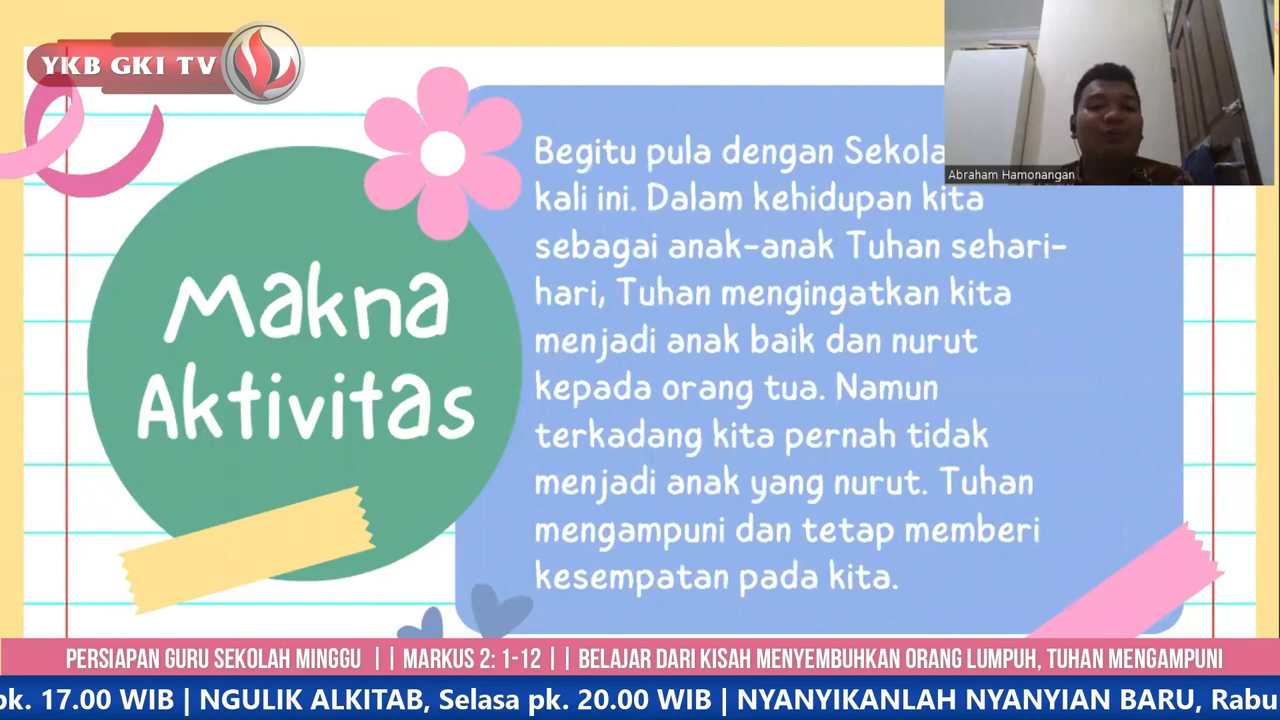 YKB GKI TV
Makna
Aktivitas
Begitu pula dengan
kali ini. Dalam kehidupan kita
sebagai anak-anak Tuhan sehari-
hari, Tuhan mengingatkan kita
menjadi anak baik dan nurut
kepada orang tua. Namun
terkadang kita pernah tidak
menjadi anak yang nurut. Tuhan
mengampuni dan tetap memberi
kesempatan pada kita.
Abraham Hamonangan
PERSIAPAN GURU SEKOLAH MINGGU || MARKUS 2: 1-12 || BELAJAR DARI KISAH MENYEMBUHKAN ORANG LUMPUH, TUHAN MENGAMPUNI
pk. 17.00 WIB | NGULIK ALKITAB, Selasa pk. 20.00 WIB | NYANYIKANLAH NYANYIAN BARU, Rabu